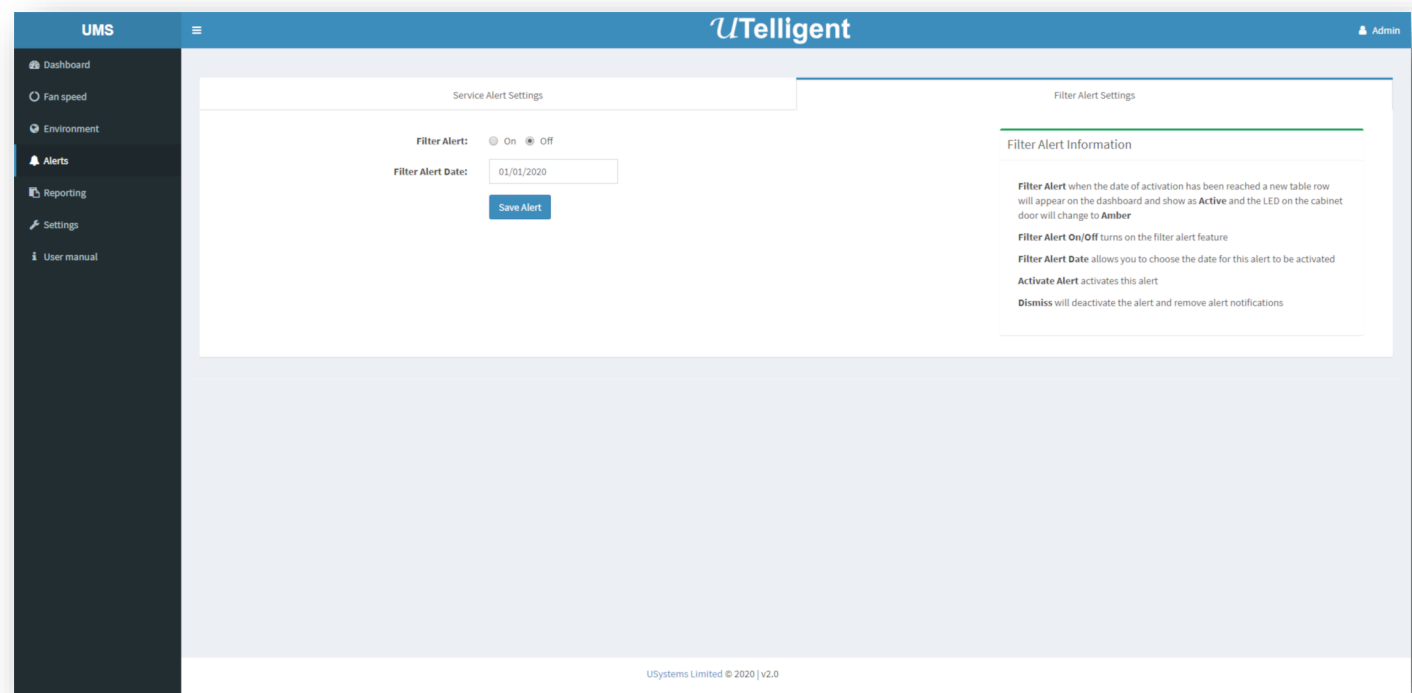 UMS
UTelligent
Admin
Dashboard
Fan speed
Environment
Alerts
Reporting
Settings
User manual
Service Alert Settings
Filter Alert Settings
Filter Alert: On Off
Filter Alert Date: 01/01/2020
Save Alert
Filter Alert Information
Filter Alert when the date of activation has been reached a new table row
will appear on the dashboard and show as Active and the LED on the cabinet
door will change to Amber
Filter Alert On/Off turns on the filter alert feature
Filter Alert Date allows you to choose the date for this alert to be activated
Activate Alert activates this alert
Dismiss will deactivate the alert and remove alert notifications
USystems Limited © 2020 | v2.0